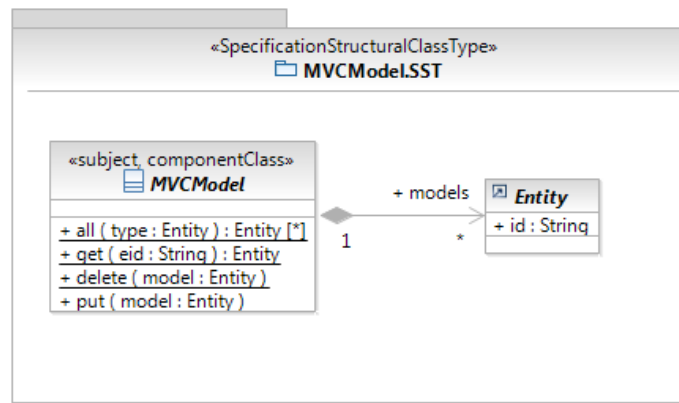 «SpecificationStructuralClassType»
MVCModel.SST
«subject, componentClass»
MVCModel
+ all ( type : Entity ) : Entity [*]
+ get ( eid : String ) : Entity
+ delete ( model : Entity )
+ put ( model : Entity )
+ models
1
*
Entity
+ id : String